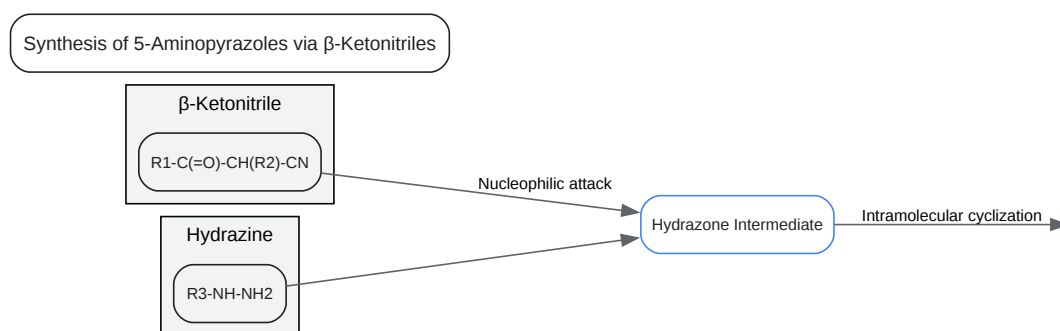 Synthesis of 5-Aminopyrazoles via β-Ketonitriles
β-Ketonitrile
R1-C(=O)-CH(R2)-CN
Nucleophilic attack
Hydrazone Intermediate
Intramolecular cyclization
Hydrazine
R3-NH-NH2